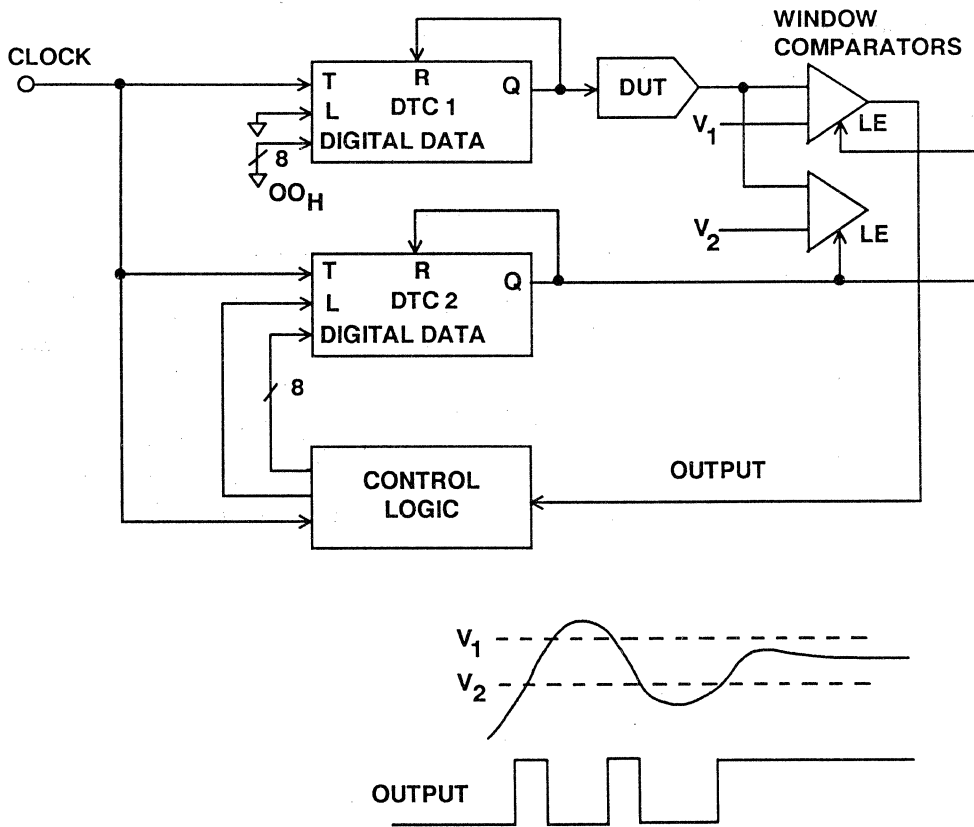 WINDOW
COMPARATORS
CLOCK
T
R
Q
DTC 1
L
DIGITAL DATA
8
OOH
DUT
V1
LE
V2
LE
T
R
Q
DTC 2
L
DIGITAL DATA
8
CONTROL
LOGIC
OUTPUT
V1
V2
OUTPUT